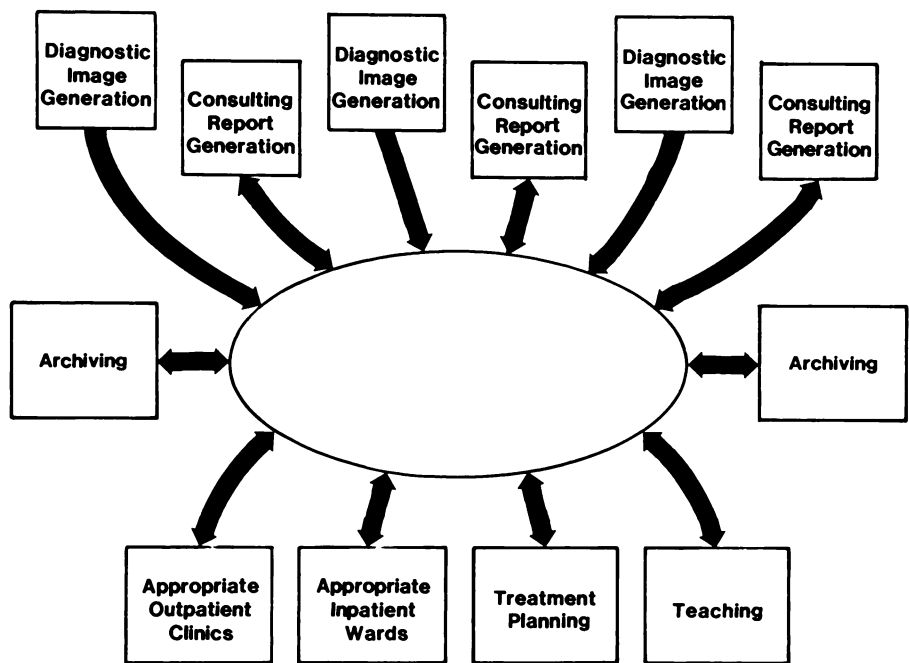 Diagnostic
Image
Generation
Consulting
Report
Generation
Diagnostic
Image
Generation
Consulting
Report
Generation
Diagnostic
Image
Generation
Consulting
Report
Generation
Archiving
Archiving
Appropriate
Outpatient
Clinics
Appropriate
Inpatient
Wards
Treatment
Planning
Teaching